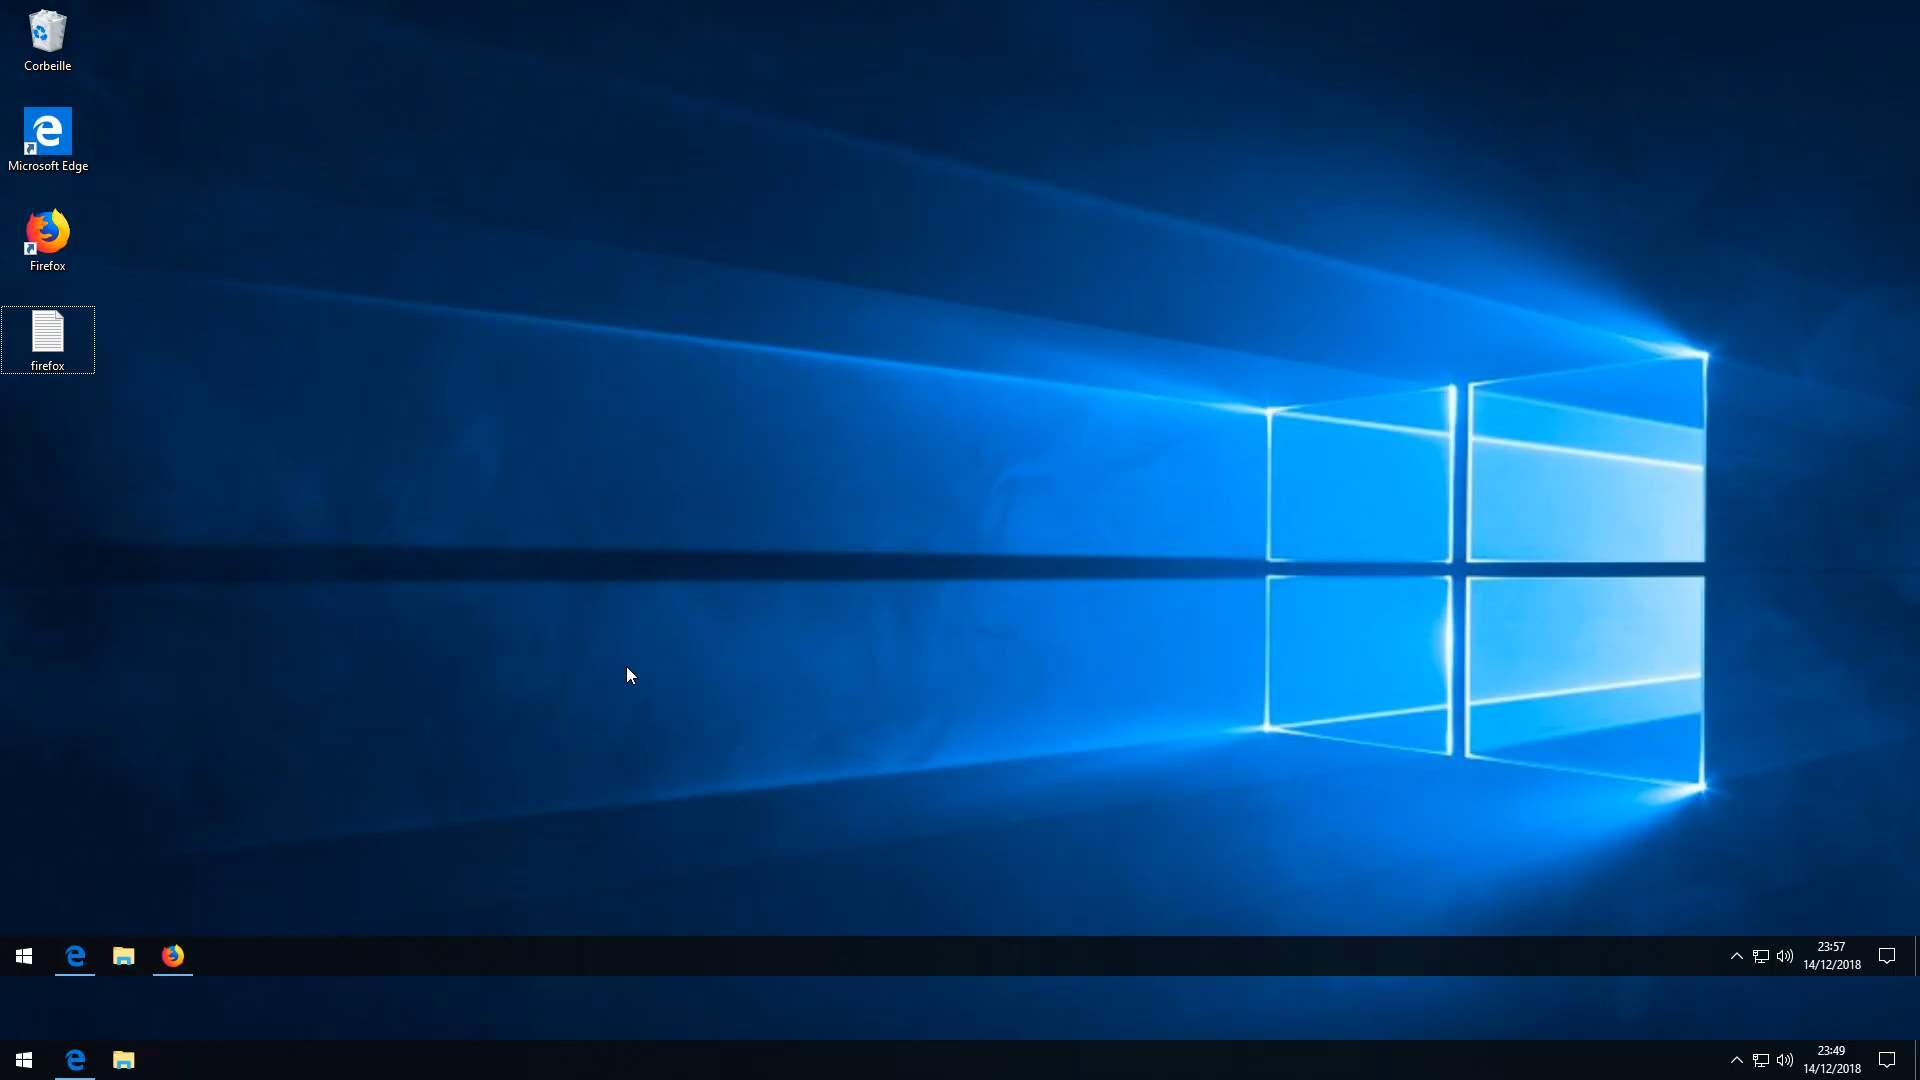 Corbeille
Microsoft Edge
Firefox
firefox
23:57
14/12/2018
23:49
14/12/2018